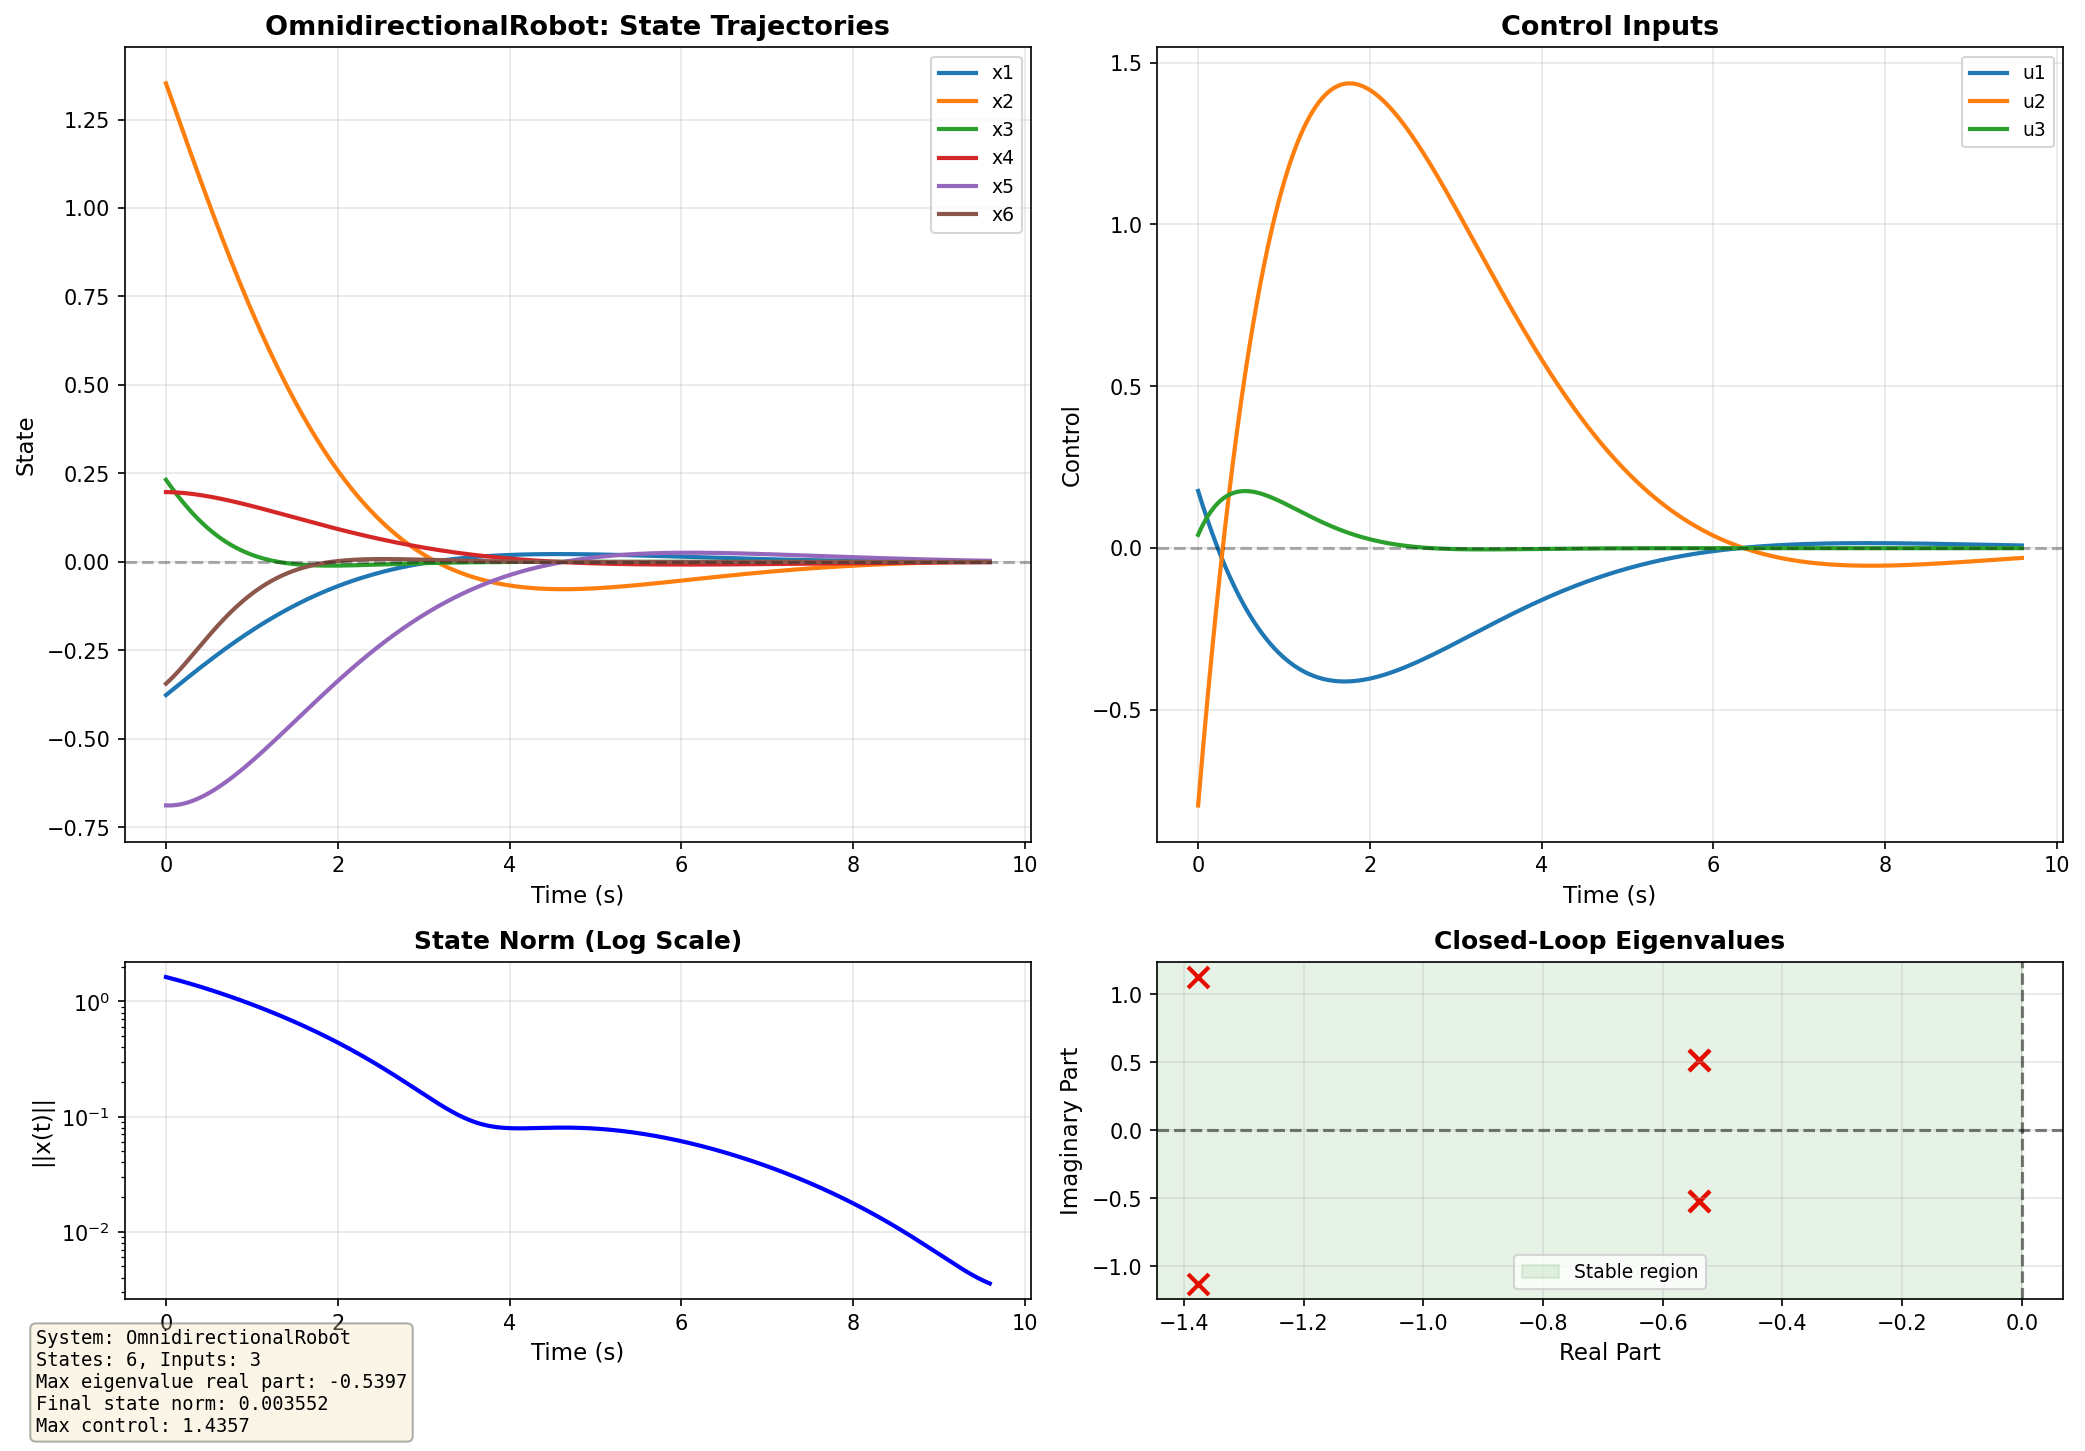 OmnidirectionalRobot: State Trajectories
1.25
1.00
0.75
0.50
0.25
0.00
−0.25
−0.50
−0.75
State
0
2
4
6
8
10
Time (s)
x1
x2
x3
x4
x5
x6
Control Inputs
1.5
1.0
0.5
0.0
−0.5
Control
0
2
4
6
8
10
Time (s)
u1
u2
u3
State Norm (Log Scale)
10⁰
10⁻¹
10⁻²
||x(t)||
0
2
4
6
8
10
Time (s)
Closed-Loop Eigenvalues
1.0
0.5
0.0
−0.5
−1.0
Imaginary Part
Stable region
−1.4
−1.2
−1.0
−0.8
−0.6
−0.4
−0.2
0.0
Real Part
System: OmnidirectionalRobot
States: 6, Inputs: 3
Max eigenvalue real part: -0.5397
Final state norm: 0.003552
Max control: 1.4357